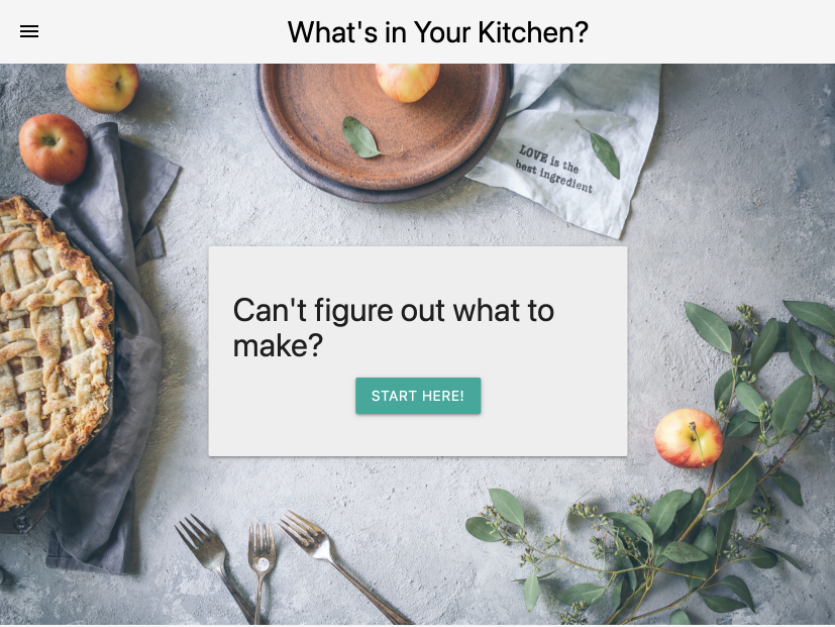 What's in Your Kitchen?
LOVE is the
best ingredient
Can't figure out what to
make?
START HERE!